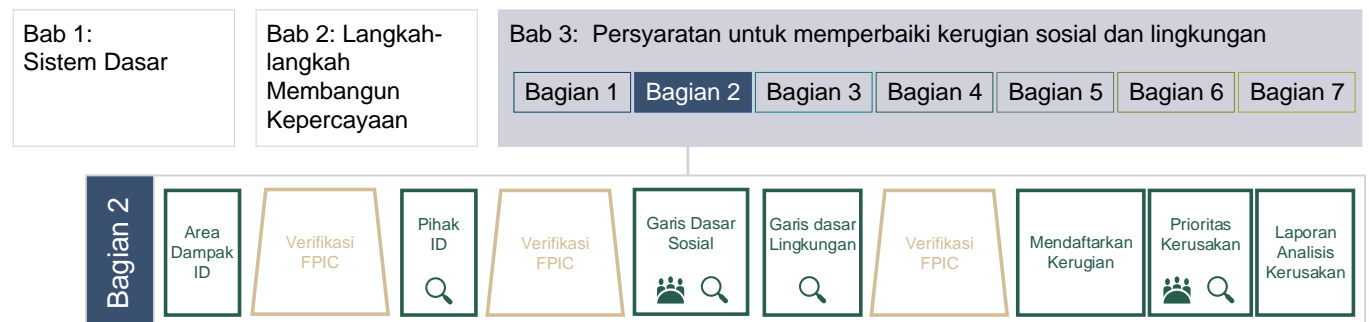 Bab 1:
Sistem Dasar
Bab 2: Langkah-
langkah
Membangun
Kepercayaan
Bab 3:  Persyaratan untuk memperbaiki kerugian sosial dan lingkungan
Bagian 1
Bagian 2
Bagian 3
Bagian 4
Bagian 5
Bagian 6
Bagian 7
Bagian 2
Area
Dampak
ID
Verifikasi
FPIC
Pihak
ID
Verifikasi
FPIC
Garis Dasar
Sosial
Garis dasar
Lingkungan
Verifikasi
FPIC
Mendaftarkan
Kerugian
Prioritas
Kerusakan
Laporan
Analisis
Kerusakan